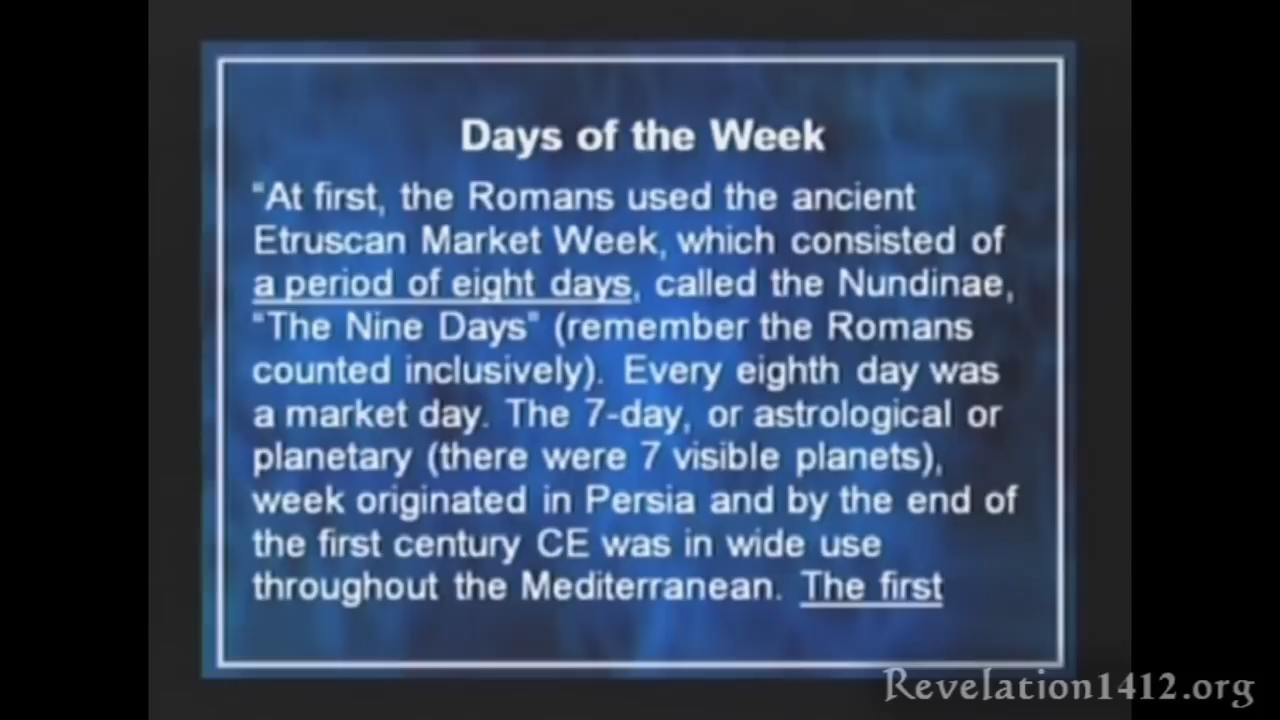 Days of the Week
"At first, the Romans used the ancient
Etruscan Market Week, which consisted of
a period of eight days, called the Nundinae,
"The Nine Days" (remember the Romans
counted inclusively). Every eighth day was
a market day. The 7-day, or astrological or
planetary (there were 7 visible planets),
week originated in Persia and by the end of
the first century CE was in wide use
throughout the Mediterranean. The first
Revelation1412.org